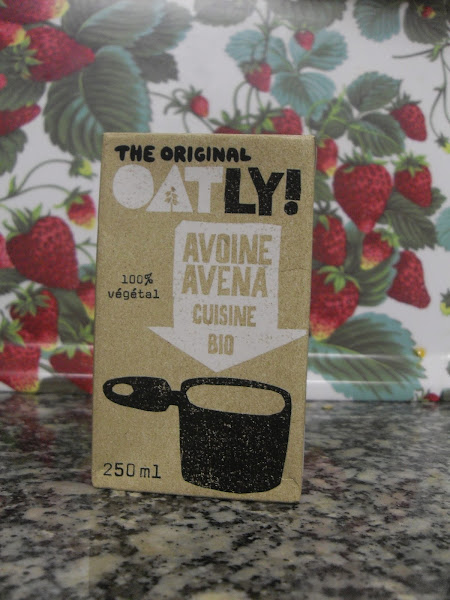 THE ORIGINAL
OATLY!
AVOINE
AVENA
CUISINE
BIO
100%
végétal
250 ml